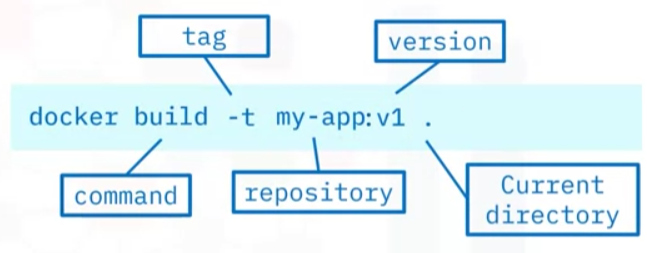 tag
version
docker build -t my-app:v1 .
command
repository
Current
directory